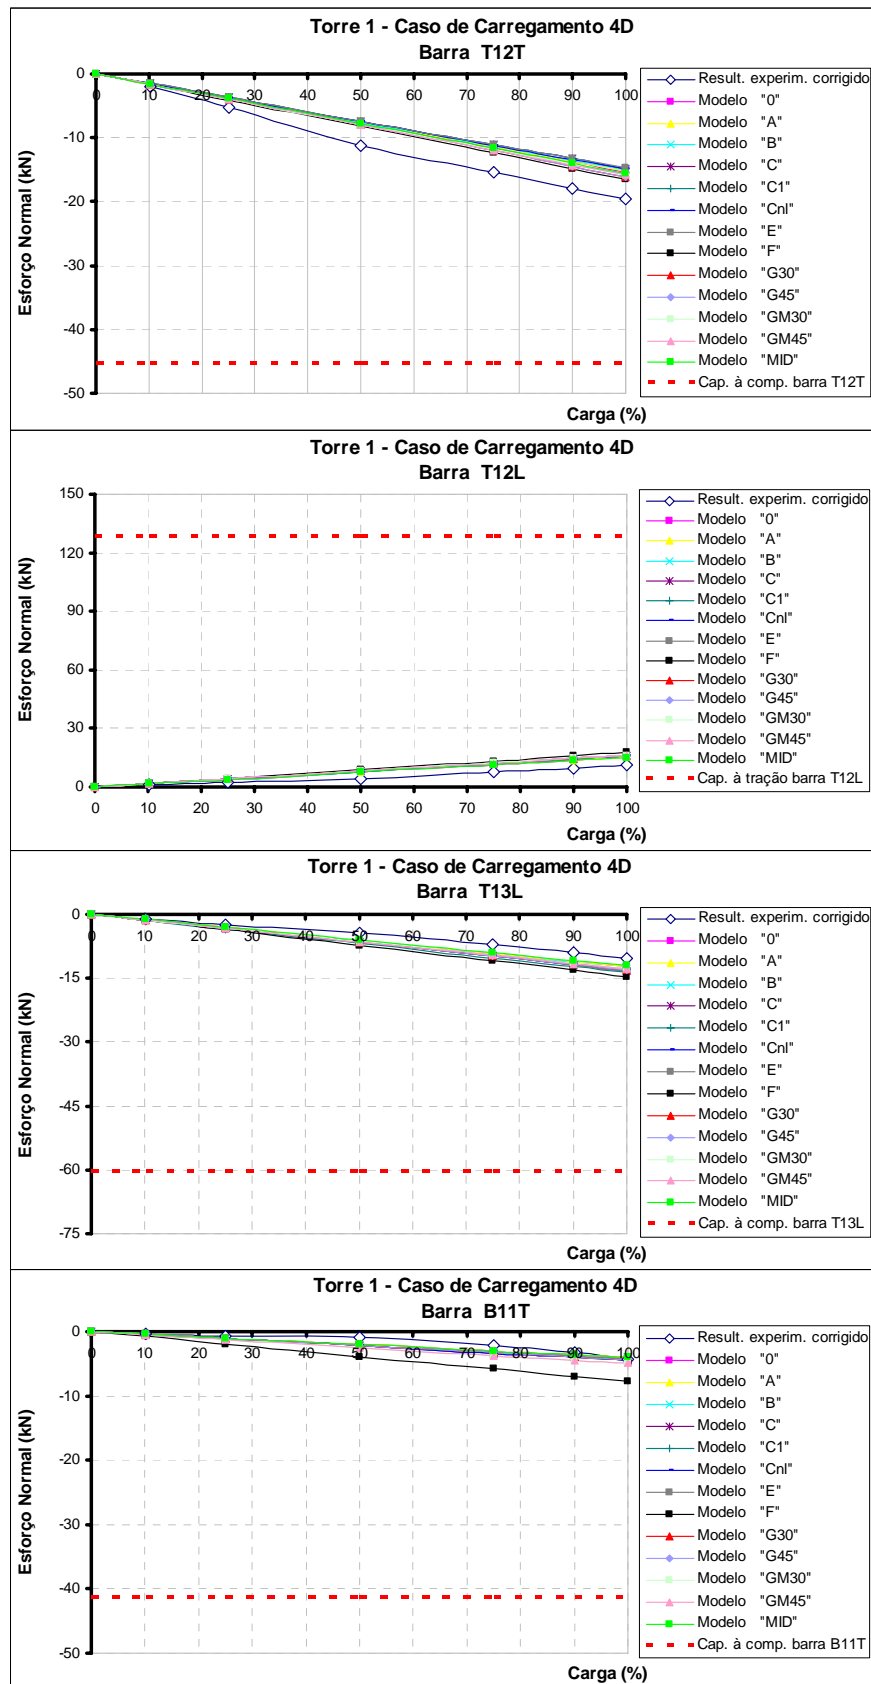 Torre 1 - Caso de Carregamento 4D
Barra T12T
Esforço Normal (kN)
0
-10
-20
-30
-40
-50
0 10 20 30 40 50 60 70 80 90 100
Carga (%)
Result. experim. corrigido
Modelo "0"
Modelo "A"
Modelo "B"
Modelo "C"
Modelo "C1"
Modelo "Cnl"
Modelo "E"
Modelo "F"
Modelo "G30"
Modelo "G45"
Modelo "GM30"
Modelo "GM45"
Modelo "MID"
Cap. à comp. barra T12T
Torre 1 - Caso de Carregamento 4D
Barra T12L
Esforço Normal (kN)
150
120
90
60
30
0
0 10 20 30 40 50 60 70 80 90 100
Carga (%)
Result. experim. corrigido
Modelo "0"
Modelo "A"
Modelo "B"
Modelo "C"
Modelo "C1"
Modelo "Cnl"
Modelo "E"
Modelo "F"
Modelo "G30"
Modelo "G45"
Modelo "GM30"
Modelo "GM45"
Modelo "MID"
Cap. à tração barra T12L
Torre 1 - Caso de Carregamento 4D
Barra T13L
Esforço Normal (kN)
0
-15
-30
-45
-60
-75
0 10 20 30 40 50 60 70 80 90 100
Carga (%)
Result. experim. corrigido
Modelo "0"
Modelo "A"
Modelo "B"
Modelo "C"
Modelo "C1"
Modelo "Cnl"
Modelo "E"
Modelo "F"
Modelo "G30"
Modelo "G45"
Modelo "GM30"
Modelo "GM45"
Modelo "MID"
Cap. à comp. barra T13L
Torre 1 - Caso de Carregamento 4D
Barra B11T
Esforço Normal (kN)
0
-10
-20
-30
-40
-50
0 10 20 30 40 50 60 70 80 90 100
Carga (%)
Result. experim. corrigido
Modelo "0"
Modelo "A"
Modelo "B"
Modelo "C"
Modelo "C1"
Modelo "Cnl"
Modelo "E"
Modelo "F"
Modelo "G30"
Modelo "G45"
Modelo "GM30"
Modelo "GM45"
Modelo "MID"
Cap. à comp. barra B11T